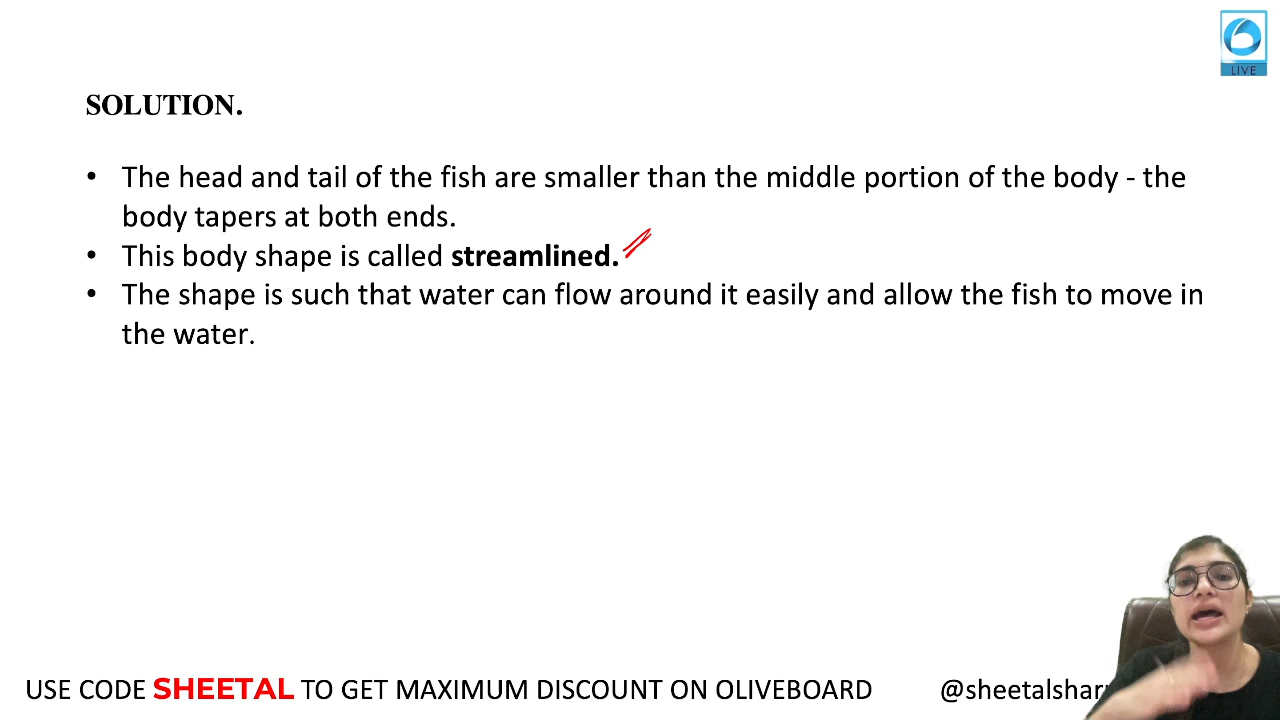 LIVE
SOLUTION.
• The head and tail of the fish are smaller than the middle portion of the body - the
body tapers at both ends.
• This body shape is called streamlined.
• The shape is such that water can flow around it easily and allow the fish to move in
the water.
USE CODE SHEETAL TO GET MAXIMUM DISCOUNT ON OLIVEBOARD